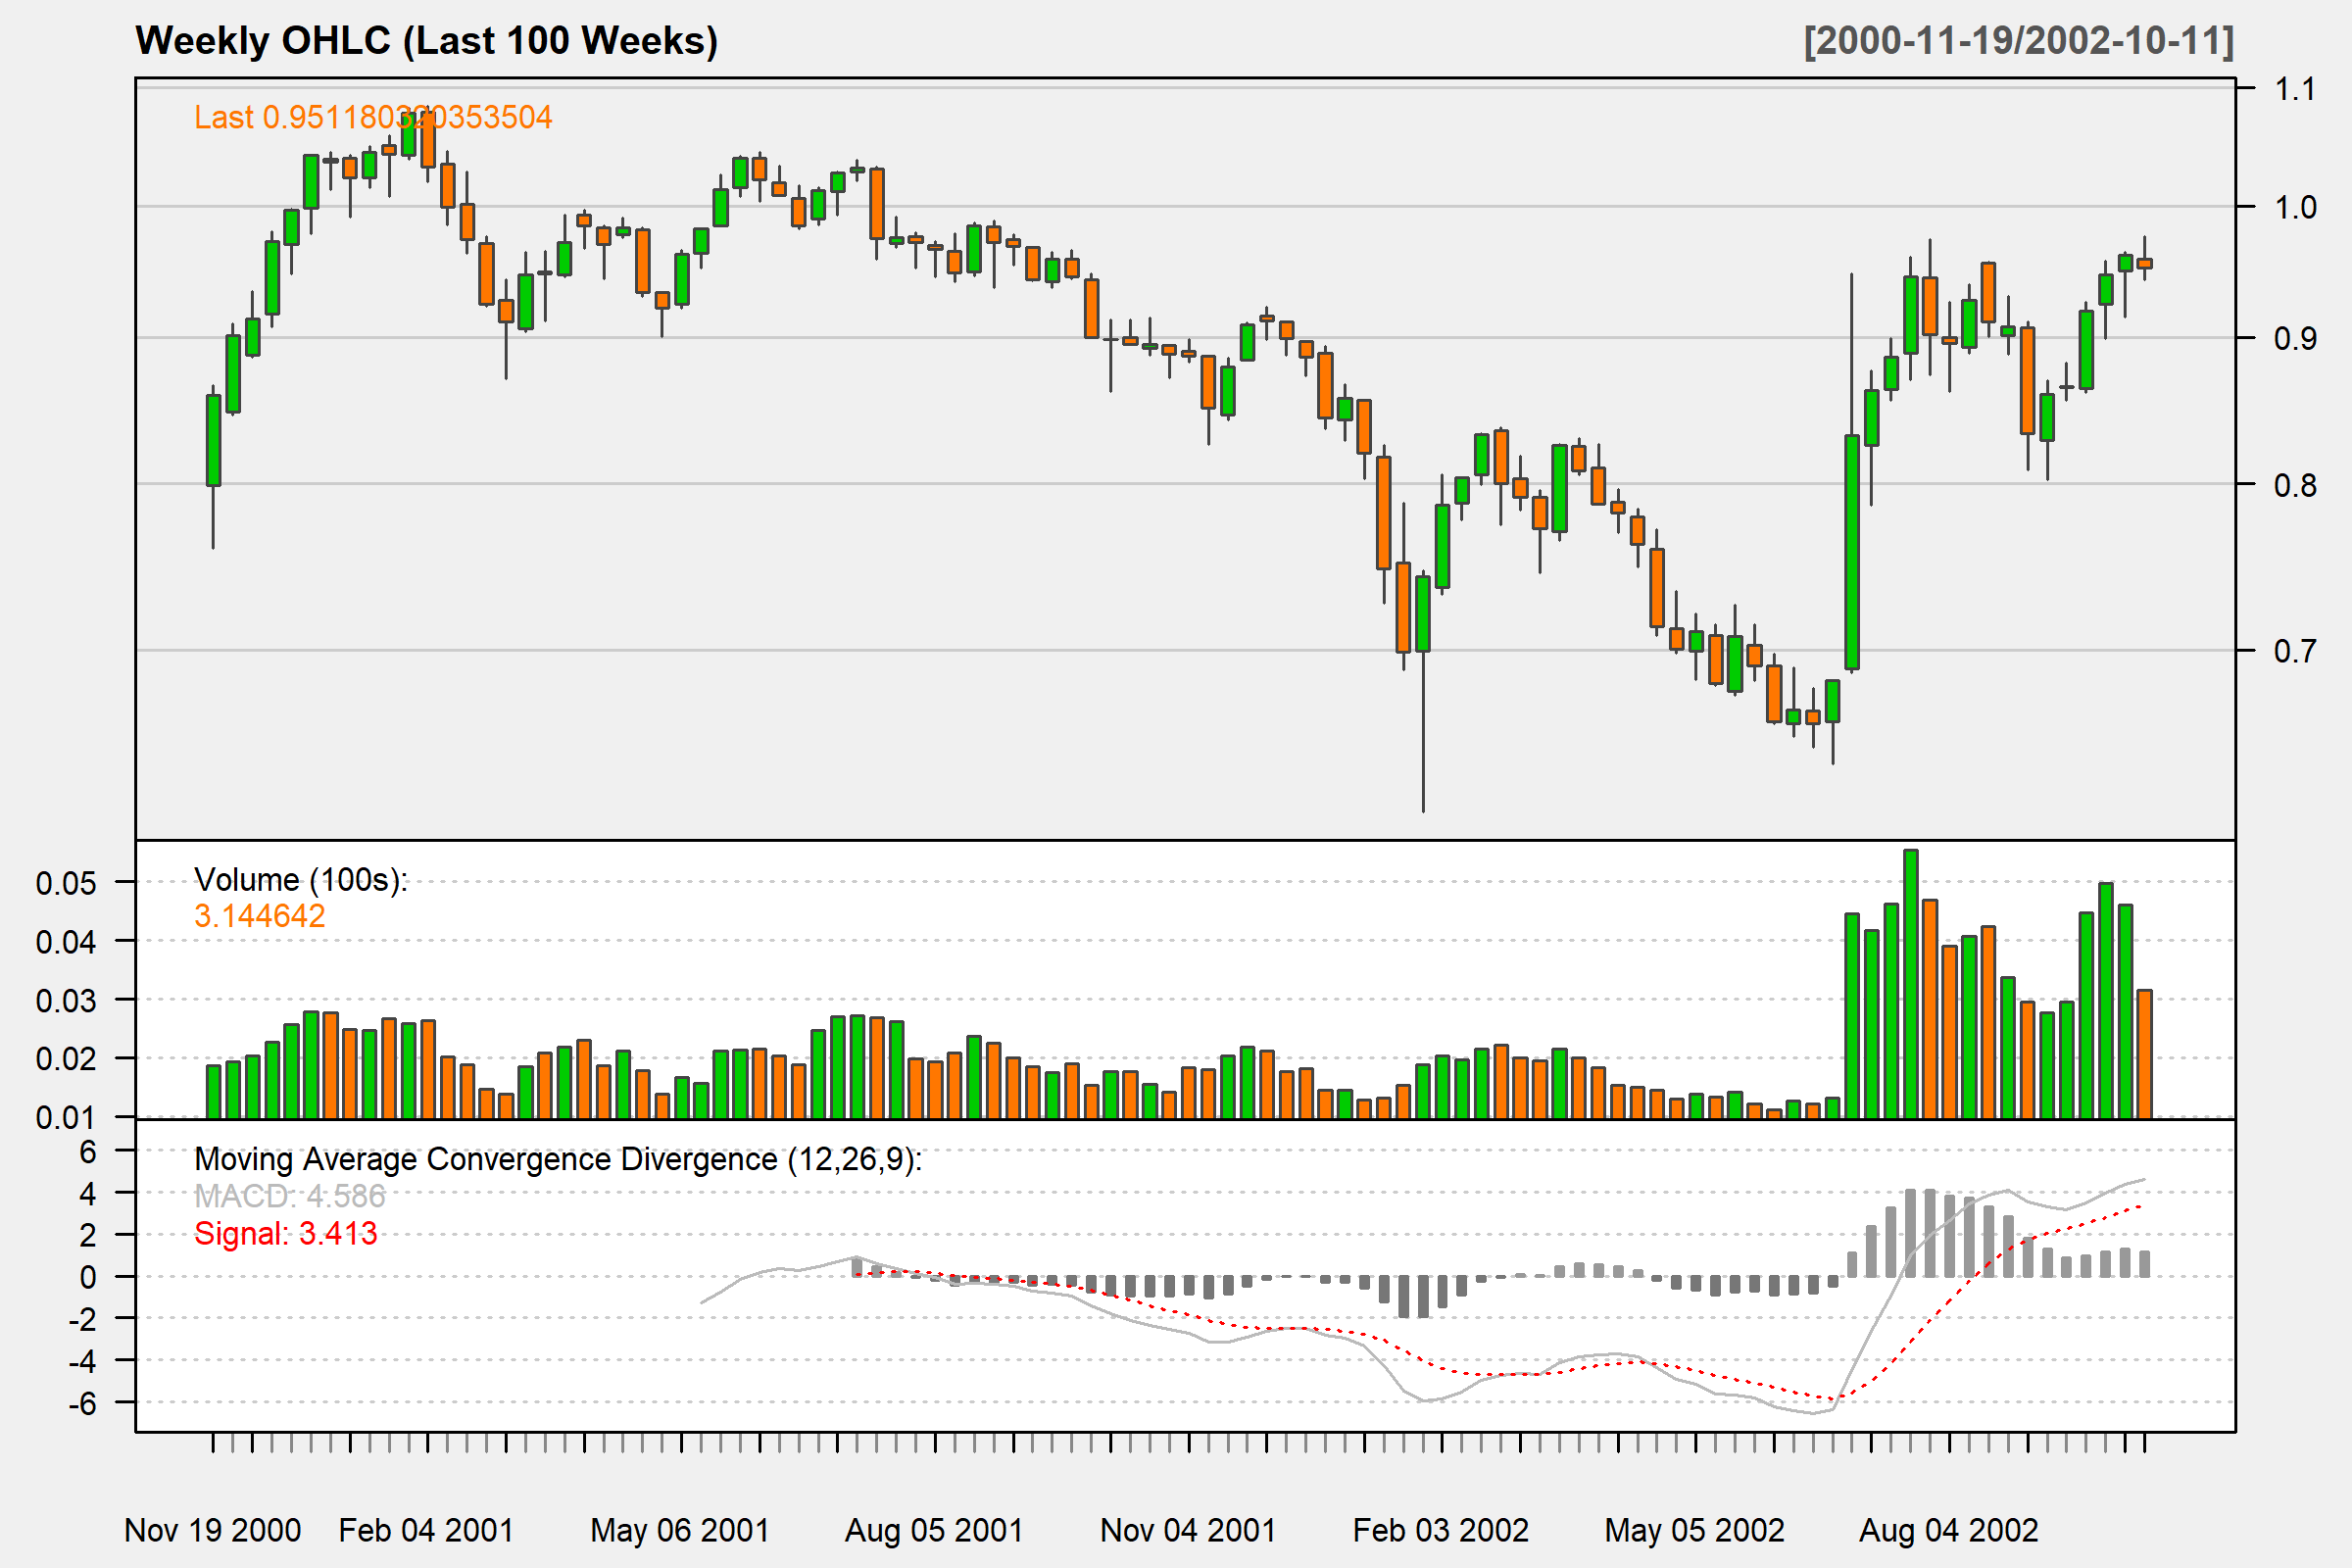 Weekly OHLC (Last 100 Weeks) [2000-11-19/2002-10-11]
Last 0.951180320353504
1.1
1.0
0.9
0.8
0.7
Volume (100s):
3.144642
0.05
0.04
0.03
0.02
0.01
Moving Average Convergence Divergence (12,26,9):
MACD: 4.586
Signal: 3.413
6
4
2
0
-2
-4
-6
Nov 19 2000 Feb 04 2001 May 06 2001 Aug 05 2001 Nov 04 2001 Feb 03 2002 May 05 2002 Aug 04 2002